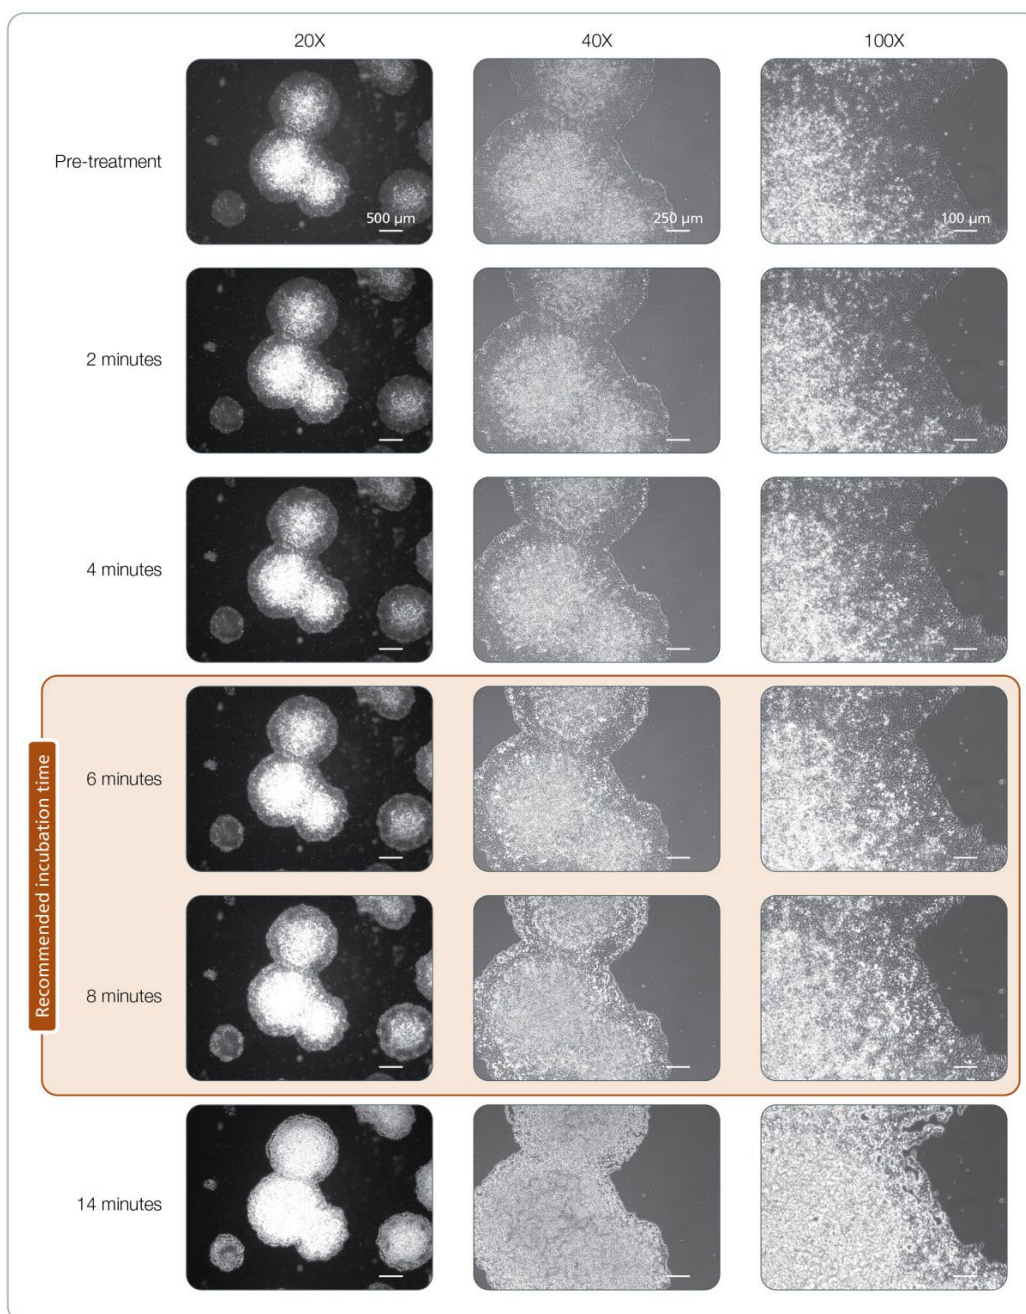 20X
40X
100X
Pre-treatment
500 µm
250 µm
100 µm
2 minutes
4 minutes
Recommended incubation time
6 minutes
8 minutes
14 minutes